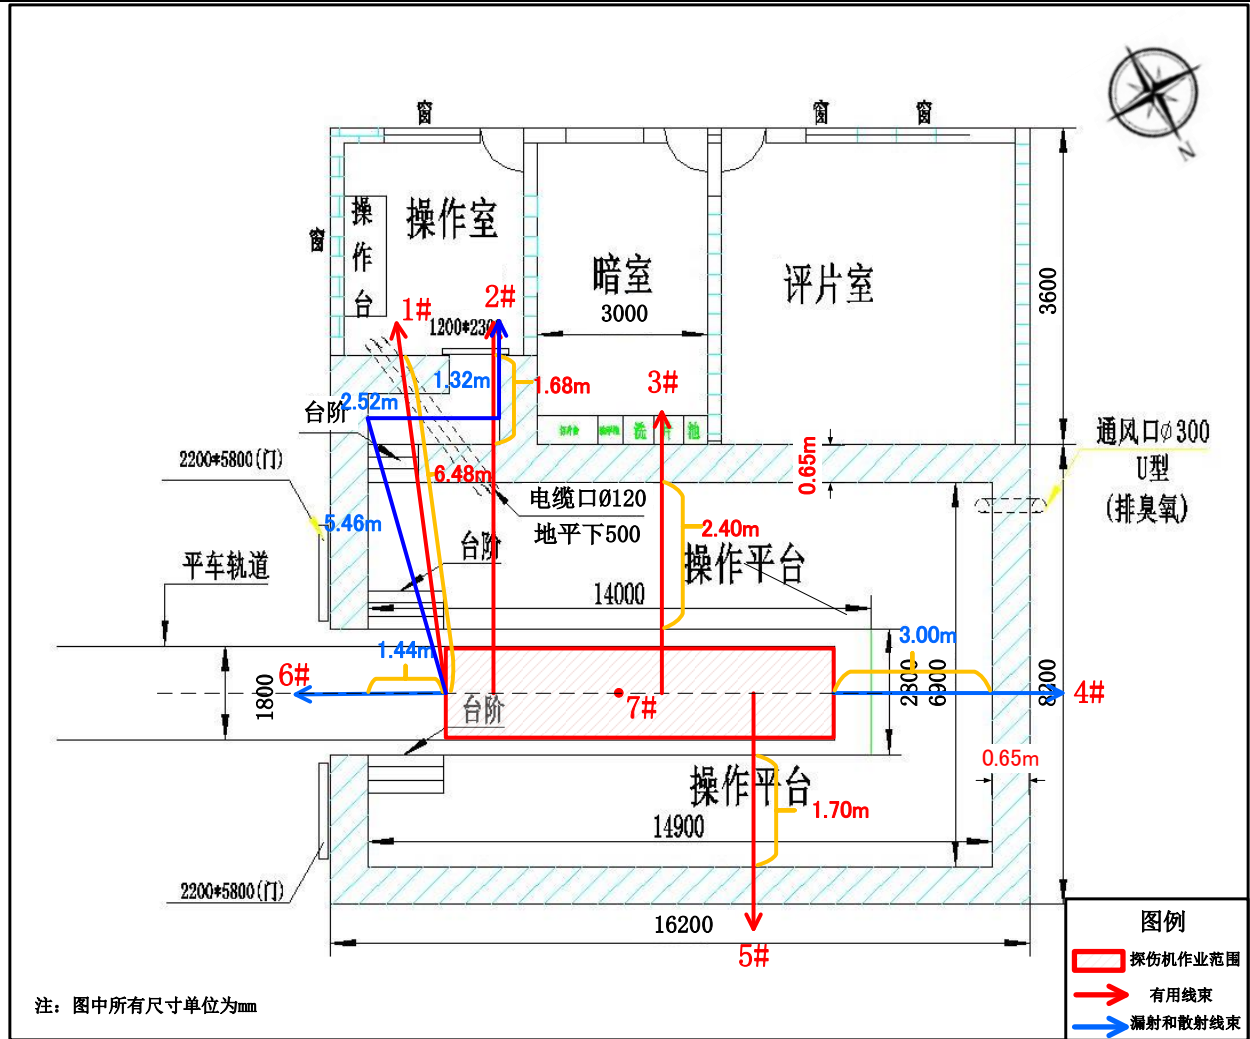 窗
窗
窗
N
操作台
操作室
窗
暗室
3000
评片室
3600
1#
2#
1200*230
3#
1.32m
1.68m
2.52m
台阶
洗
片
池
通风口ϕ300
U型
(排臭氧)
2200*5800(门)
0.65m
6.48m
电缆口Ø120
地平下500
5.46m
2.40m
台阶
操作平台
平车轨道
14000
1.44m
3.00m
6#
1800
台阶
7#
2800
6900
8200
4#
0.65m
操作平台
1.70m
14900
2200*5800(门)
16200
5#
图例
探伤机作业范围
有用线束
漏射和散射线束
注: 图中所有尺寸单位为mm